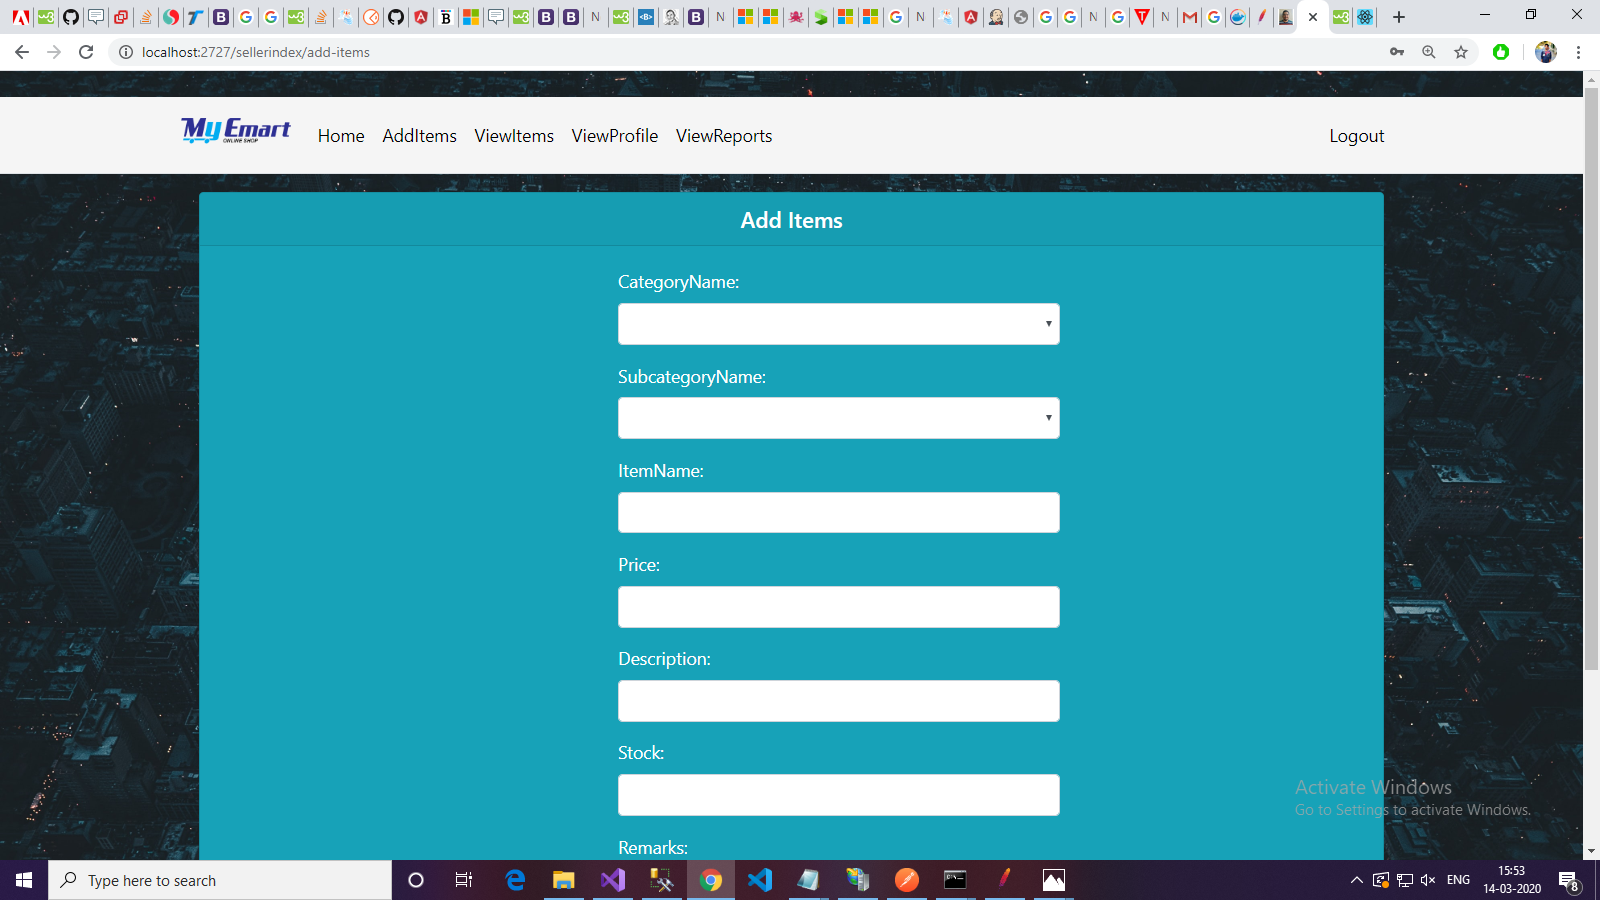 localhost:2727/sellerindex/add-items
My Emart
ONLINE SHOP
Home AddItems ViewItems ViewProfile ViewReports Logout
Add Items
CategoryName:
SubcategoryName:
ItemName:
Price:
Description:
Stock:
Remarks:
Activate Windows
Go to Settings to activate Windows.
Type here to search
ENG
15:53
14-03-2020
8